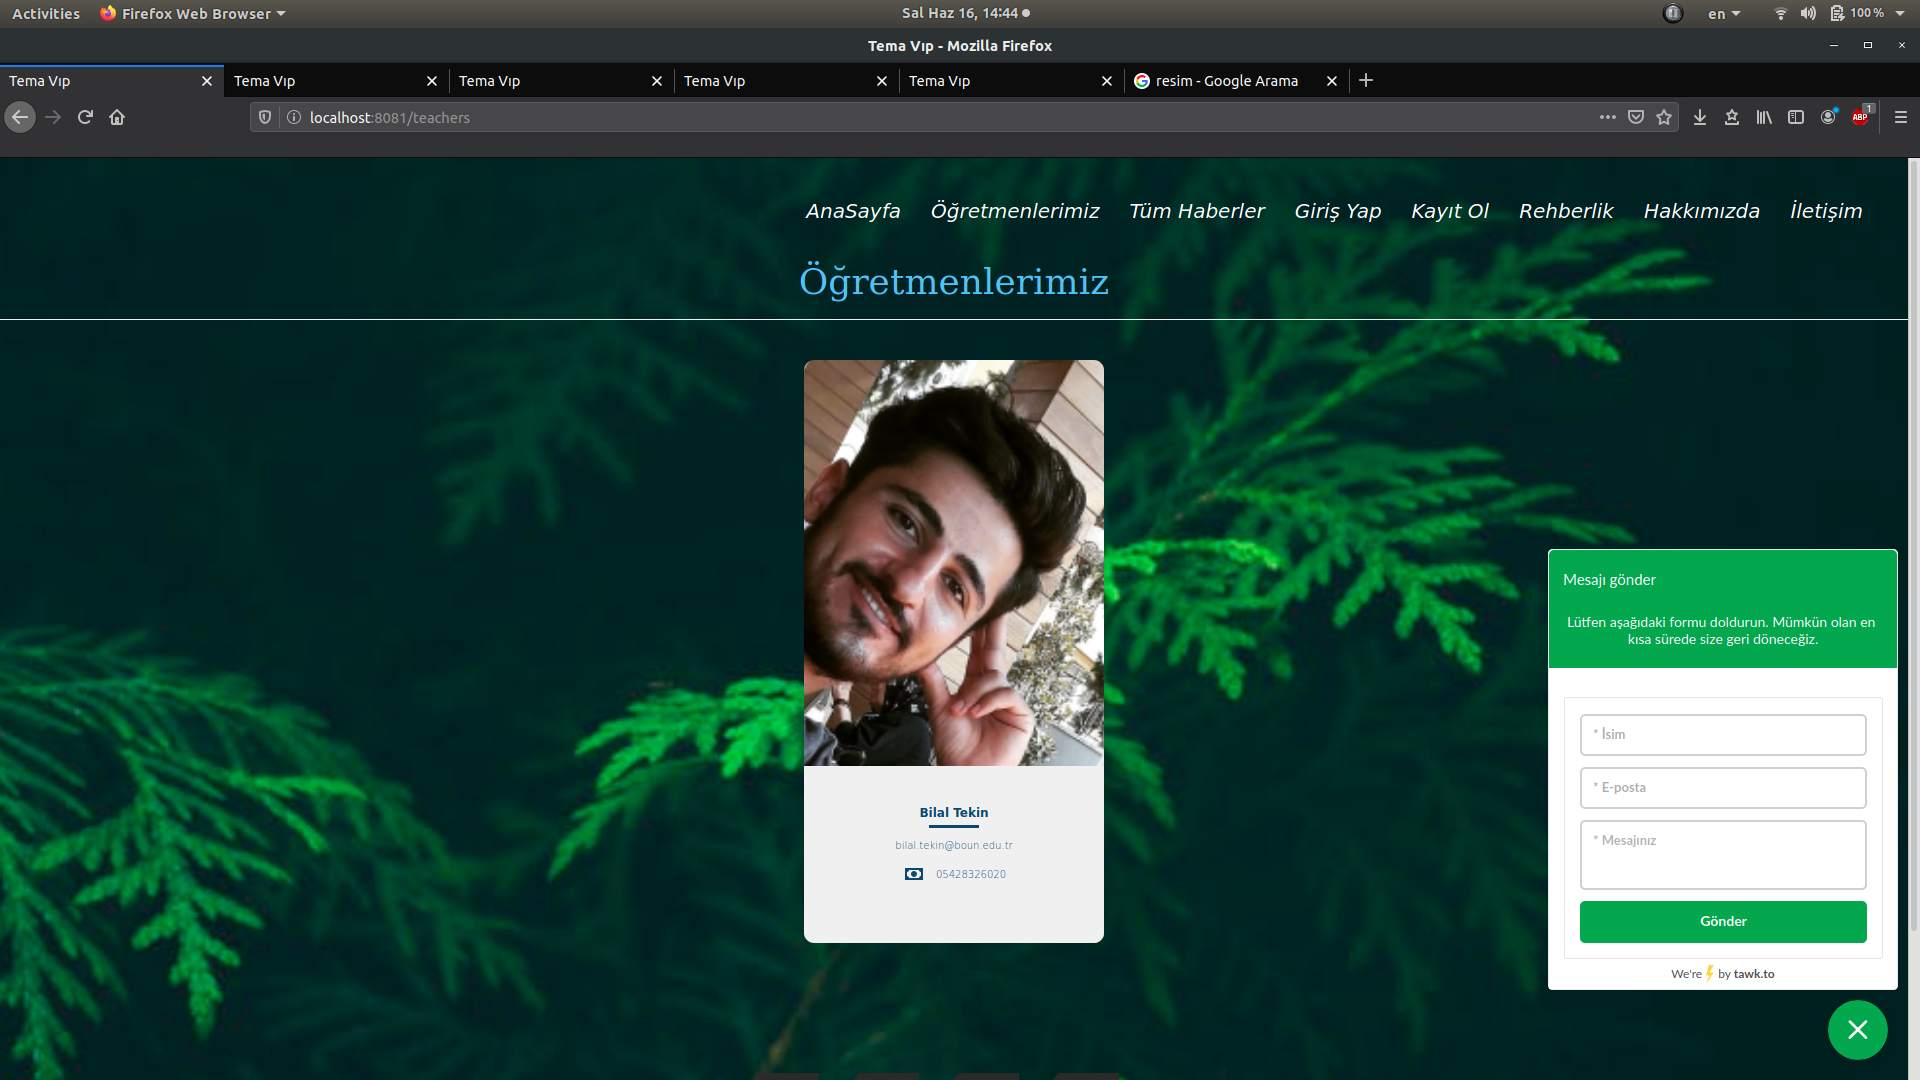 Activities Firefox Web Browser Sal Haz 16, 14:44 en 100 %
Tema Vıp - Mozilla Firefox
Tema Vıp Tema Vıp Tema Vıp Tema Vıp Tema Vıp resim - Google Arama
localhost:8081/teachers ABP 1
AnaSayfa Öğretmenlerimiz Tüm Haberler Giriş Yap Kayıt Ol Rehberlik Hakkımızda İletişim
Öğretmenlerimiz
Bilal Tekin
bilal.tekin@boun.edu.tr
05428326020
Mesajı gönder
Lütfen aşağıdaki formu doldurun. Mümkün olan en
kısa sürede size geri döneceğiz.
* İsim
* E-posta
* Mesajınız
Gönder
We're by tawk.to